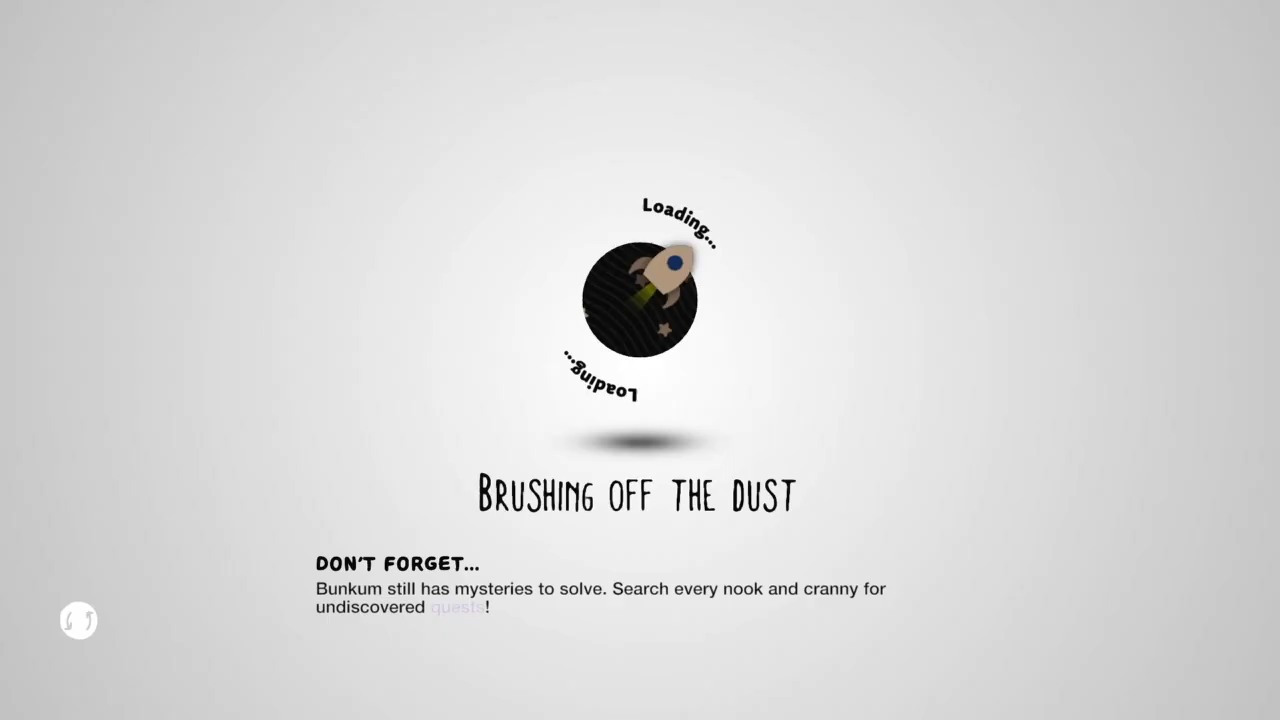 Loading...
Loading...
BRUSHING OFF THE DUST
DON'T FORGET...
Bunkum still has mysteries to solve. Search every nook and cranny for
undiscovered quests!